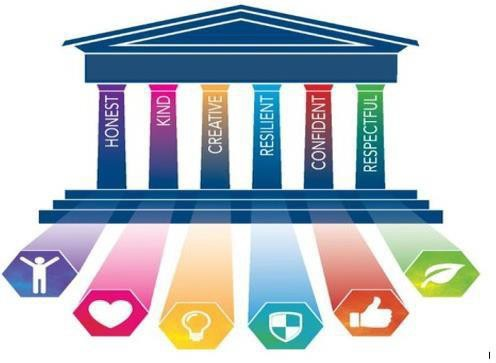 HONEST
KIND
CREATIVE
RESILIENT
CONFIDENT
RESPECTFUL